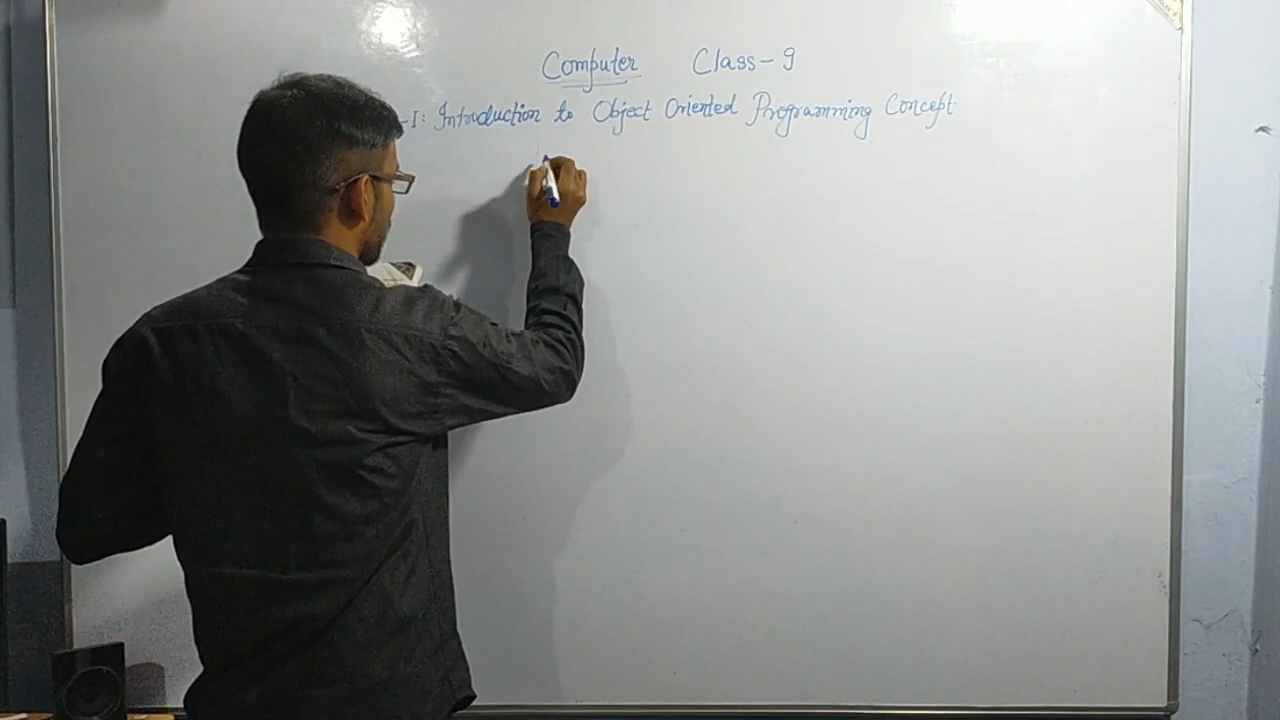 Computer Class-9
-I: Introduction to Object Oriented Programming Concept